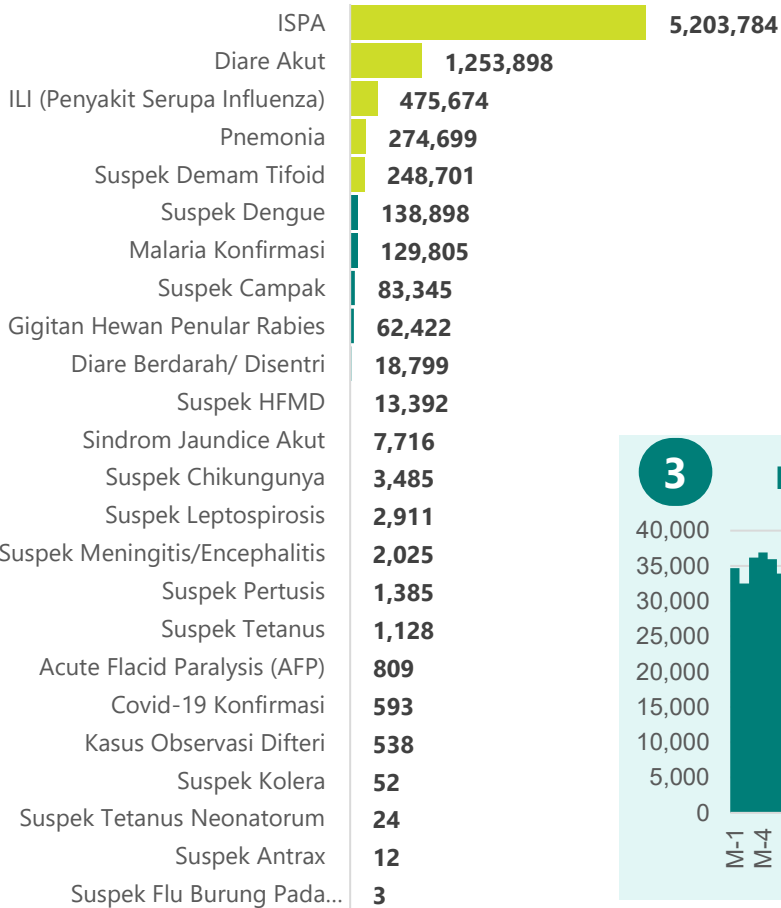 ISPA 5,203,784
Diare Akut 1,253,898
ILI (Penyakit Serupa Influenza) 475,674
Pnemonia 274,699
Suspek Demam Tifoid 248,701
Suspek Dengue 138,898
Malaria Konfirmasi 129,805
Suspek Campak 83,345
Gigitan Hewan Penular Rabies 62,422
Diare Berdarah/ Disentri 18,799
Suspek HFMD 13,392
Sindrom Jaundice Akut 7,716
Suspek Chikungunya 3,485
Suspek Leptospirosis 2,911
Suspek Meningitis/Encephalitis 2,025
Suspek Pertusis 1,385
Suspek Tetanus 1,128
Acute Flacid Paralysis (AFP) 809
Covid-19 Konfirmasi 593
Kasus Observasi Difteri 538
Suspek Kolera 52
Suspek Tetanus Neonatorum 24
Suspek Antrax 12
Suspek Flu Burung Pada... 3
3
40,000
35,000
30,000
25,000
20,000
15,000
10,000
5,000
0
M-1
M-4